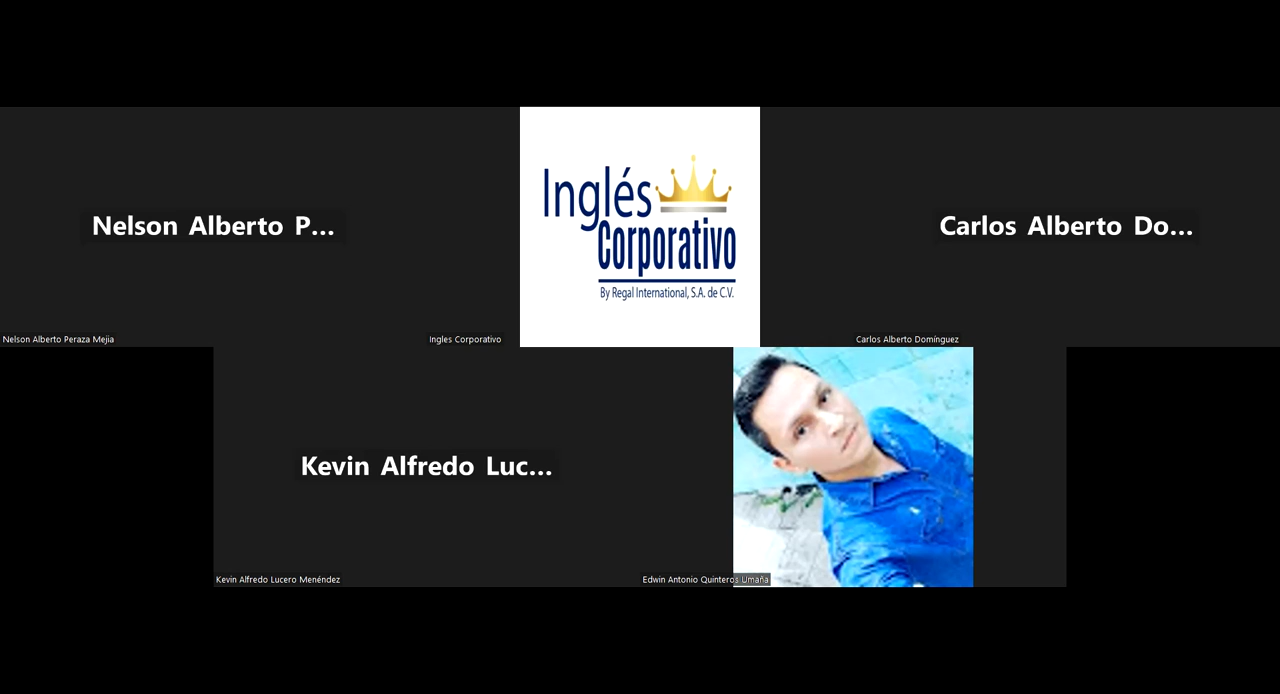 Nelson Alberto P...
Inglés
Corporativo
By Regal International, S.A. de C.V.
Carlos Alberto Do...
Nelson Alberto Peraza Mejia
Ingles Corporativo
Carlos Alberto Domínguez
Kevin Alfredo Luc...
Kevin Alfredo Lucero Menéndez
Edwin Antonio Quinteros Umaña